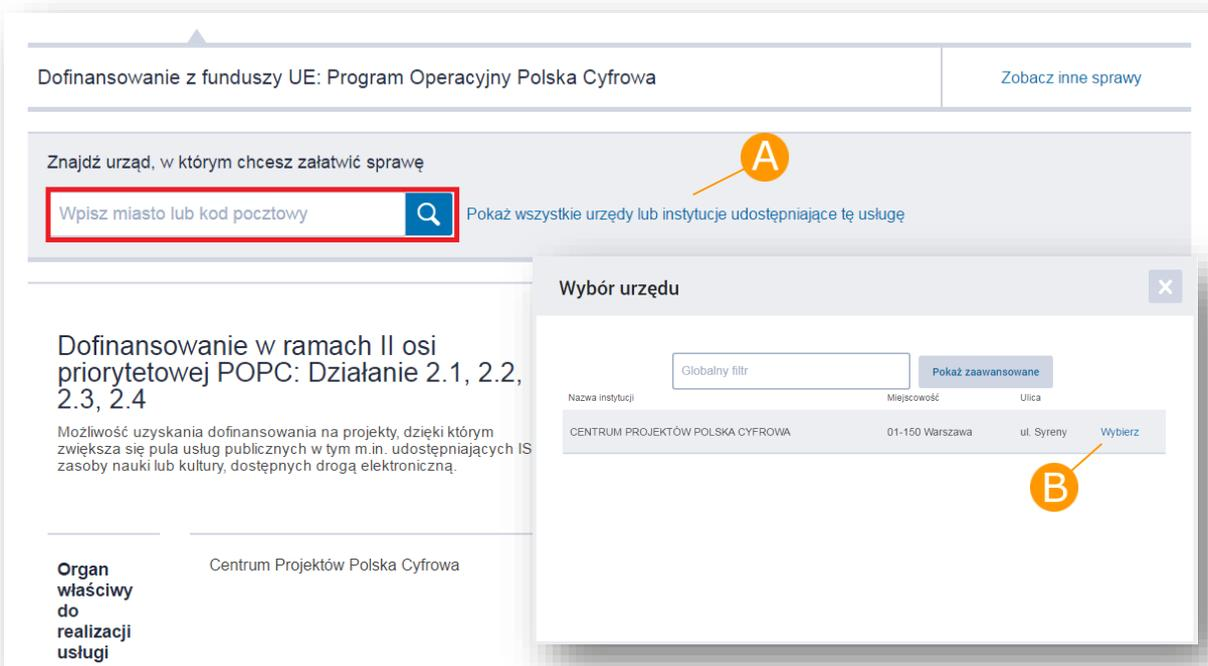 Dofinansowanie z funduszy UE: Program Operacyjny Polska Cyfrowa
Zobacz inne sprawy
Znajdź urząd, w którym chcesz załatwić sprawę
A
Wpisz miasto lub kod pocztowy
Pokaż wszystkie urzędy lub instytucje udostępniające tę usługę
Wybór urzędu
Globalny filtr
Pokaż zaawansowane
Nazwa instytucji
Miejscowość
Ulica
CENTRUM PROJEKTÓW POLSKA CYFROWA
01-150 Warszawa
ul. Syreny
Wybierz
B
Dofinansowanie w ramach II osi
priorytetowej POPC: Działanie 2.1, 2.2,
2.3, 2.4
Możliwość uzyskania dofinansowania na projekty, dzięki którym
zwiększa się pula usług publicznych w tym m.in. udostępniających IS
zasoby nauki lub kultury, dostępnych drogą elektroniczną.
Organ
właściwy
do
realizacji
usługi
Centrum Projektów Polska Cyfrowa